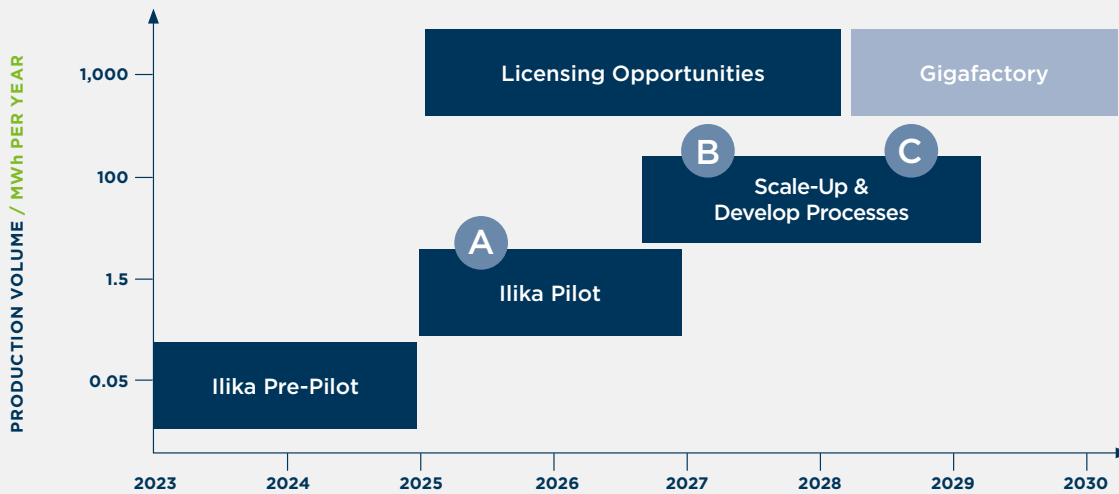 PRODUCTION VOLUME / MWh PER YEAR
1,000
Licensing Opportunities
Gigafactory
B
C
100
Scale-Up &
Develop Processes
A
1.5
Ilika Pilot
0.05
Ilika Pre-Pilot
2023
2024
2025
2026
2027
2028
2029
2030